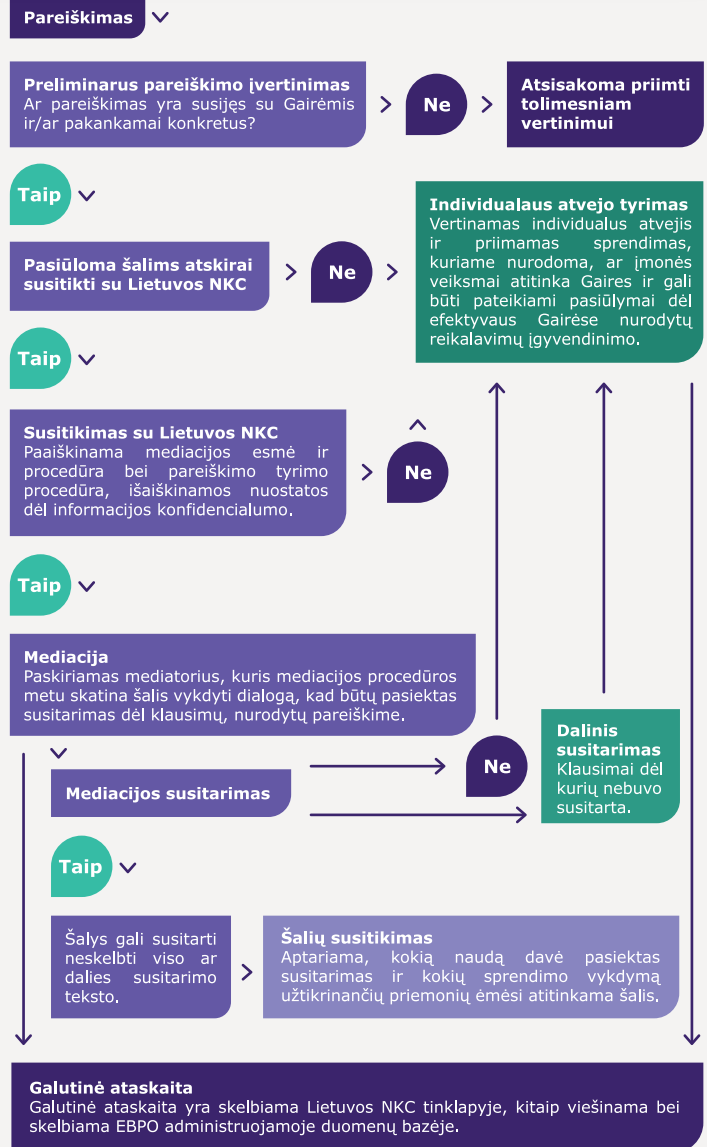 Pareiškimas
Preliminarus pareiškimo įvertinimas
Ar pareiškimas yra susijęs su Gairėmis
ir/ar pakankamai konkretus?
Ne
Atsisakoma priimti
tolimesniam
vertinimui
Taip
Individualaus atvejo tyrimas
Vertinamas individualus atvejis
ir priimamas sprendimas,
kuriame nurodoma, ar įmonės
veiksmai atitinka Gaires ir gali
būti pateikiami pasiūlymai dėl
efektyvaus Gairėse nurodytų
reikalavimų įgyvendinimo.
Pasiūloma šalims atskirai
susitikti su Lietuvos NKC
Ne
Taip
Susitikimas su Lietuvos NKC
Paaiškinama mediacijos esmė ir
procedūra bei pareiškimo tyrimo
procedūra, išaiškinamos nuostatos
dėl informacijos konfidencialumo.
Ne
Taip
Mediacija
Paskiriamas mediatorius, kuris mediacijos procedūros
metu skatina šalis vykdyti dialogą, kad būtų pasiektas
susitarimas dėl klausimų, nurodytų pareiškime.
Mediacijos susitarimas
Ne
Dalinis
susitarimas
Klausimai dėl
kurių nebuvo
susitarta.
Taip
Šalys gali susitarti
neskelbti viso ar
dalies susitarimo
teksto.
Šalių susitikimas
Aptariama, kokią naudą davė pasiektas
susitarimas ir kokių sprendimo vykdymą
užtikrinančių priemonių ėmėsi atitinkama šalis.
Galutinė ataskaita
Galutinė ataskaita yra skelbiama Lietuvos NKC tinklapyje, kitaip viešinama bei
skelbiama EBPO administruojamoje duomenų bazėje.